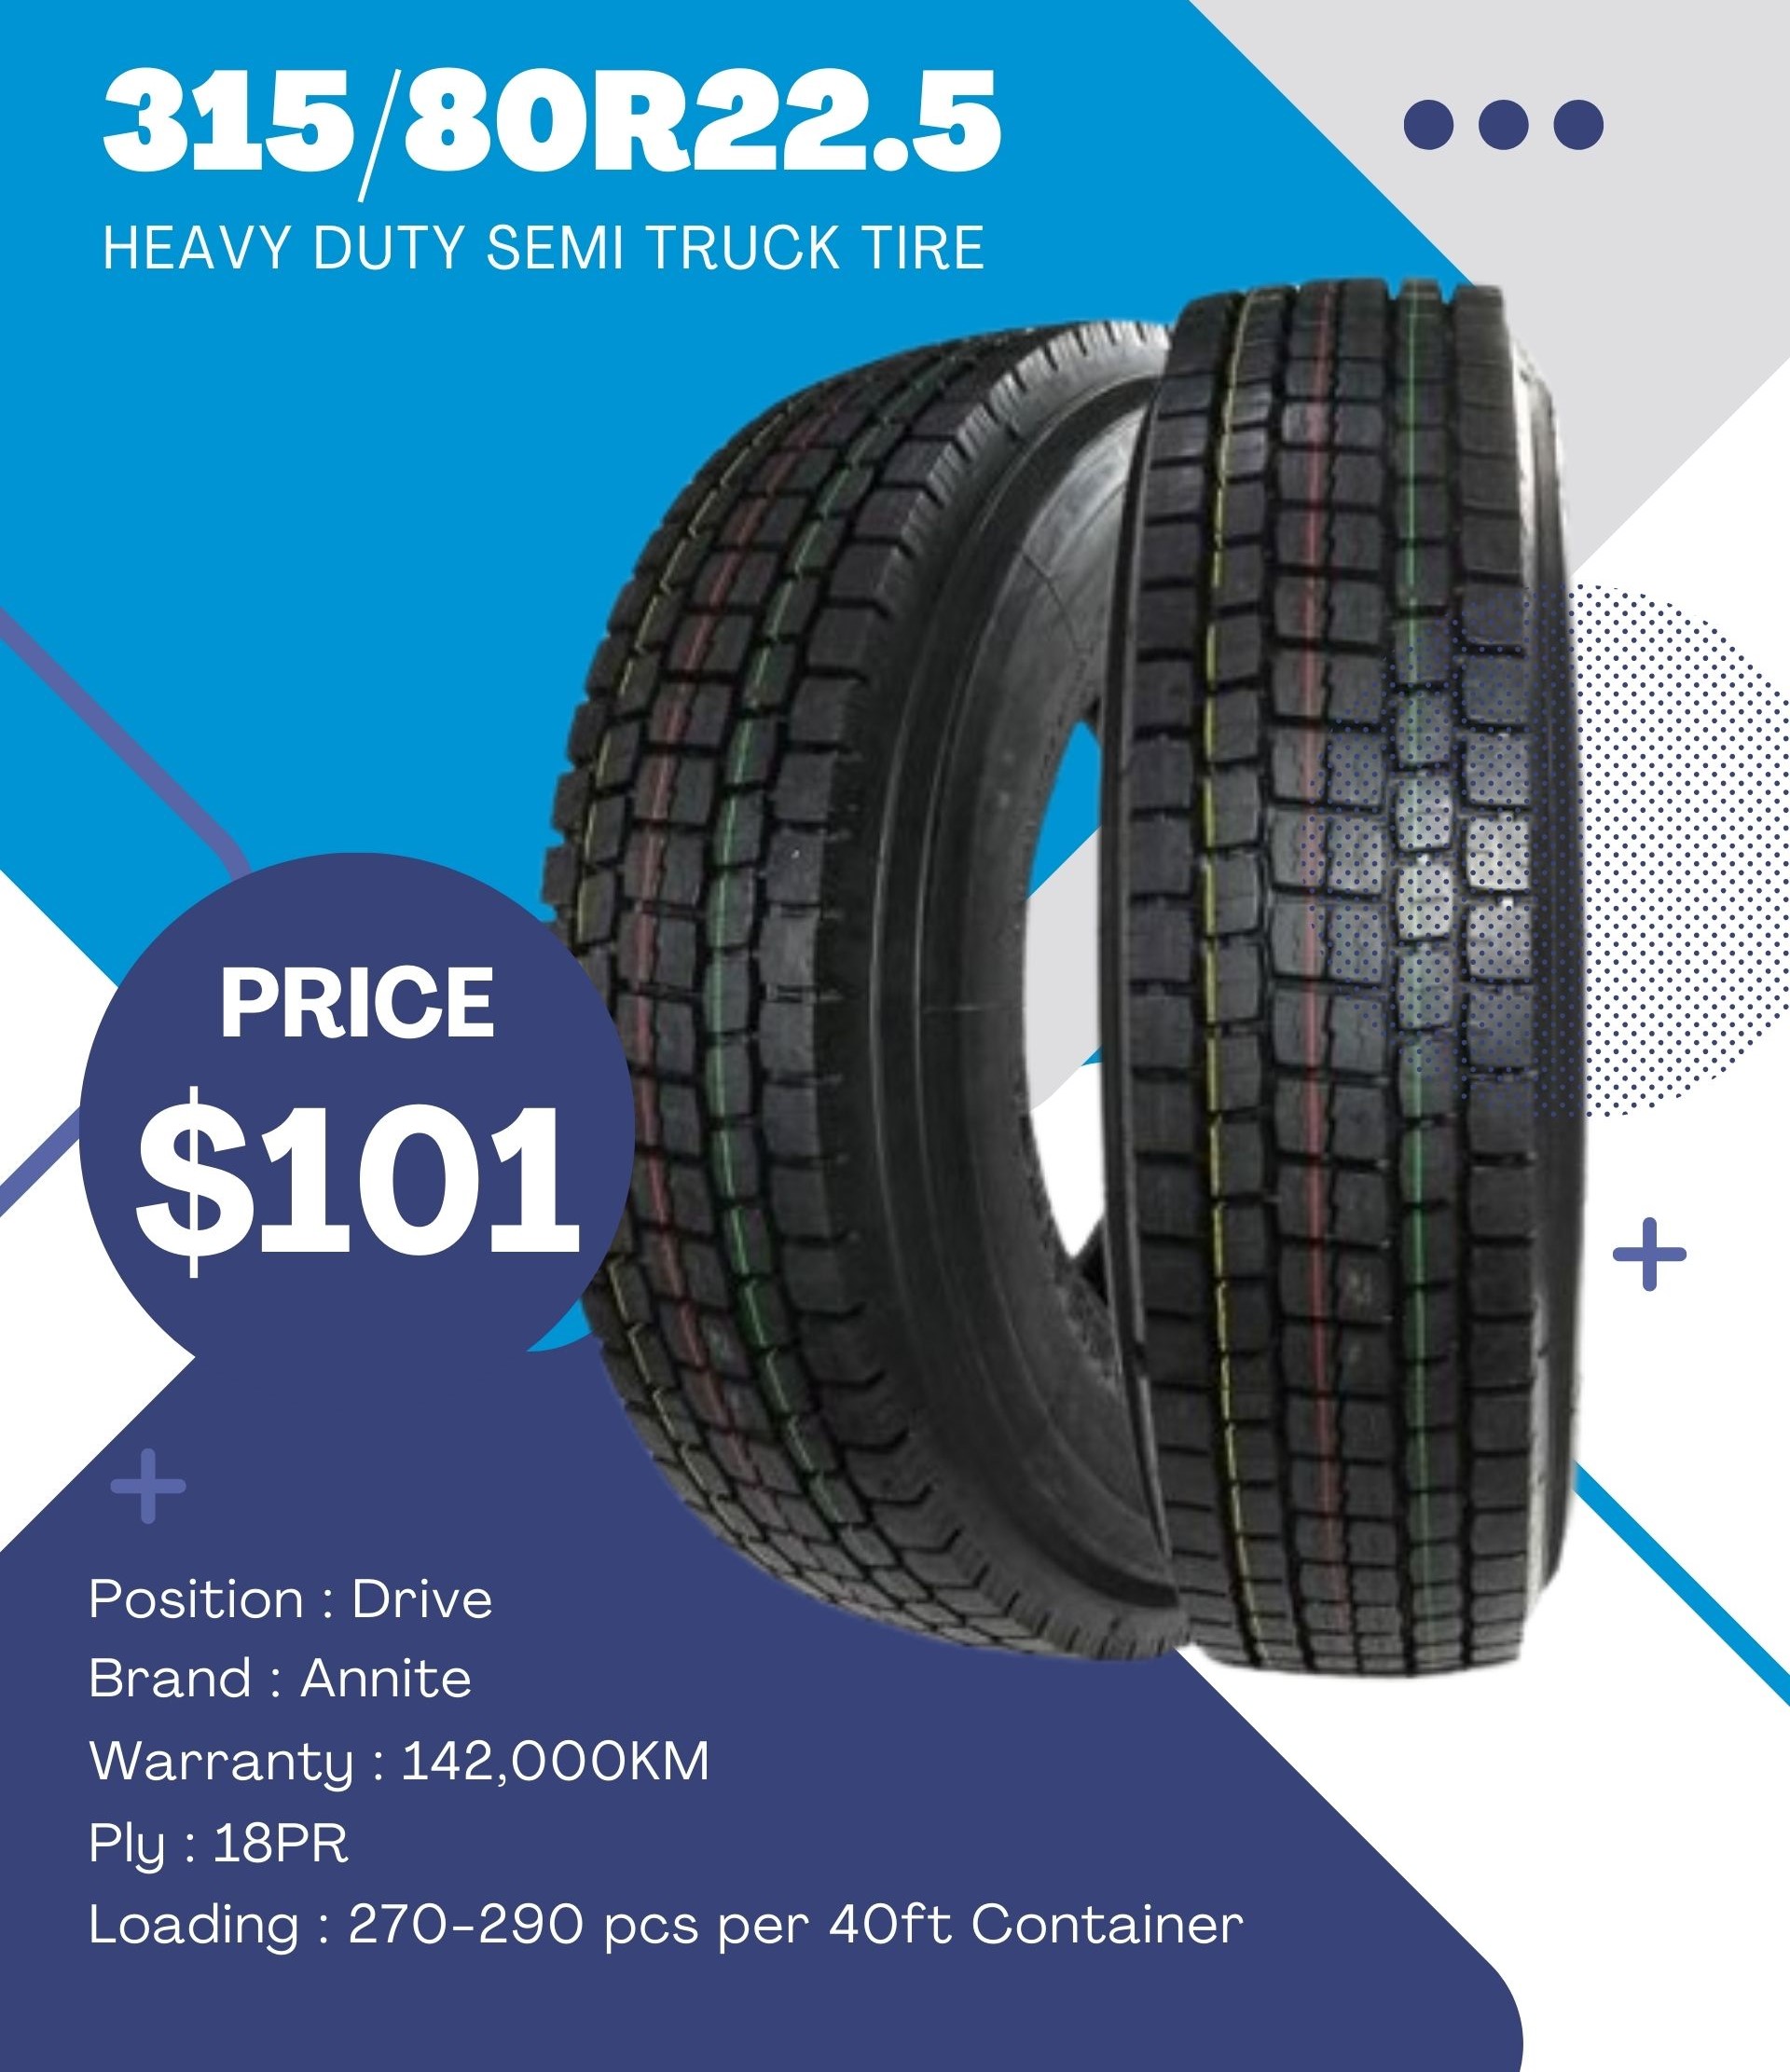 315/80R22.5
HEAVY DUTY SEMI TRUCK TIRE
PRICE
$101
Position : Drive
Brand : Annite
Warranty : 142,000KM
Ply : 18PR
Loading : 270-290 pcs per 40ft Container